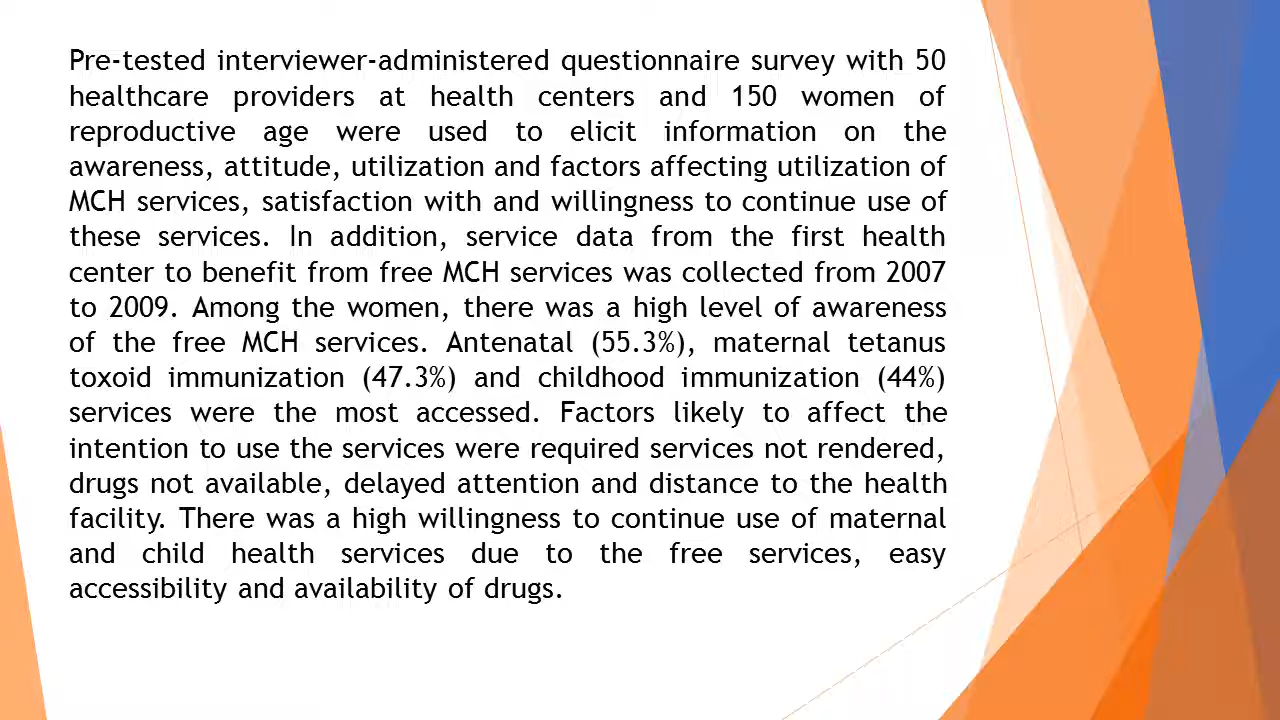 Pre-tested interviewer-administered questionnaire survey with 50
healthcare providers at health centers and 150 women of
reproductive age were used to elicit information on the
awareness, attitude, utilization and factors affecting utilization of
MCH services, satisfaction with and willingness to continue use of
these services. In addition, service data from the first health
center to benefit from free MCH services was collected from 2007
to 2009. Among the women, there was a high level of awareness
of the free MCH services. Antenatal (55.3%), maternal tetanus
toxoid immunization (47.3%) and childhood immunization (44%)
services were the most accessed. Factors likely to affect the
intention to use the services were required services not rendered,
drugs not available, delayed attention and distance to the health
facility. There was a high willingness to continue use of maternal
and child health services due to the free services, easy
accessibility and availability of drugs.